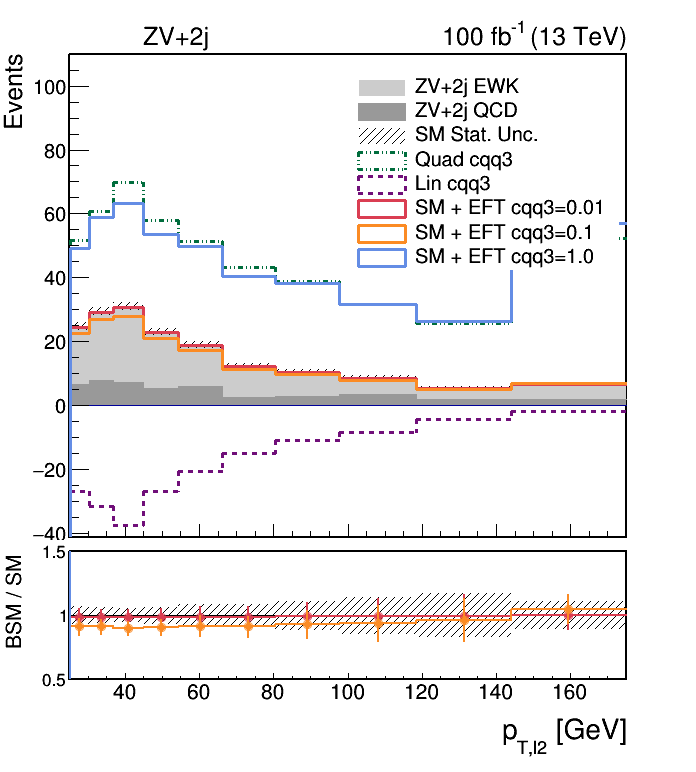 ZV+2j
100 fb-1 (13 TeV)
Events
100
80
60
40
20
0
−20
−40
ZV+2j EWK
ZV+2j QCD
SM Stat. Unc.
Quad cqq3
Lin cqq3
SM + EFT cqq3=0.01
SM + EFT cqq3=0.1
SM + EFT cqq3=1.0
BSM / SM
1.5
1
0.5
40 60 80 100 120 140 160
pT,l2 [GeV]